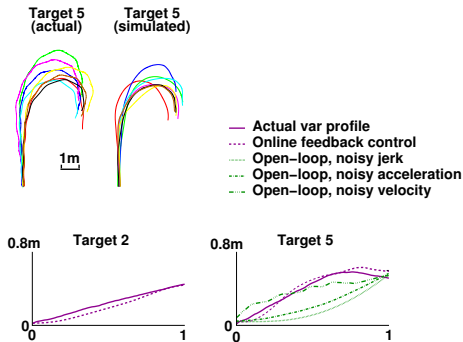 Target 5
(actual)
Target 5
(simulated)
1m
Actual var profile
Online feedback control
Open-loop, noisy jerk
Open-loop, noisy acceleration
Open-loop, noisy velocity
0.8m
Target 2
0
0
1
0.8m
Target 5
0
0
1